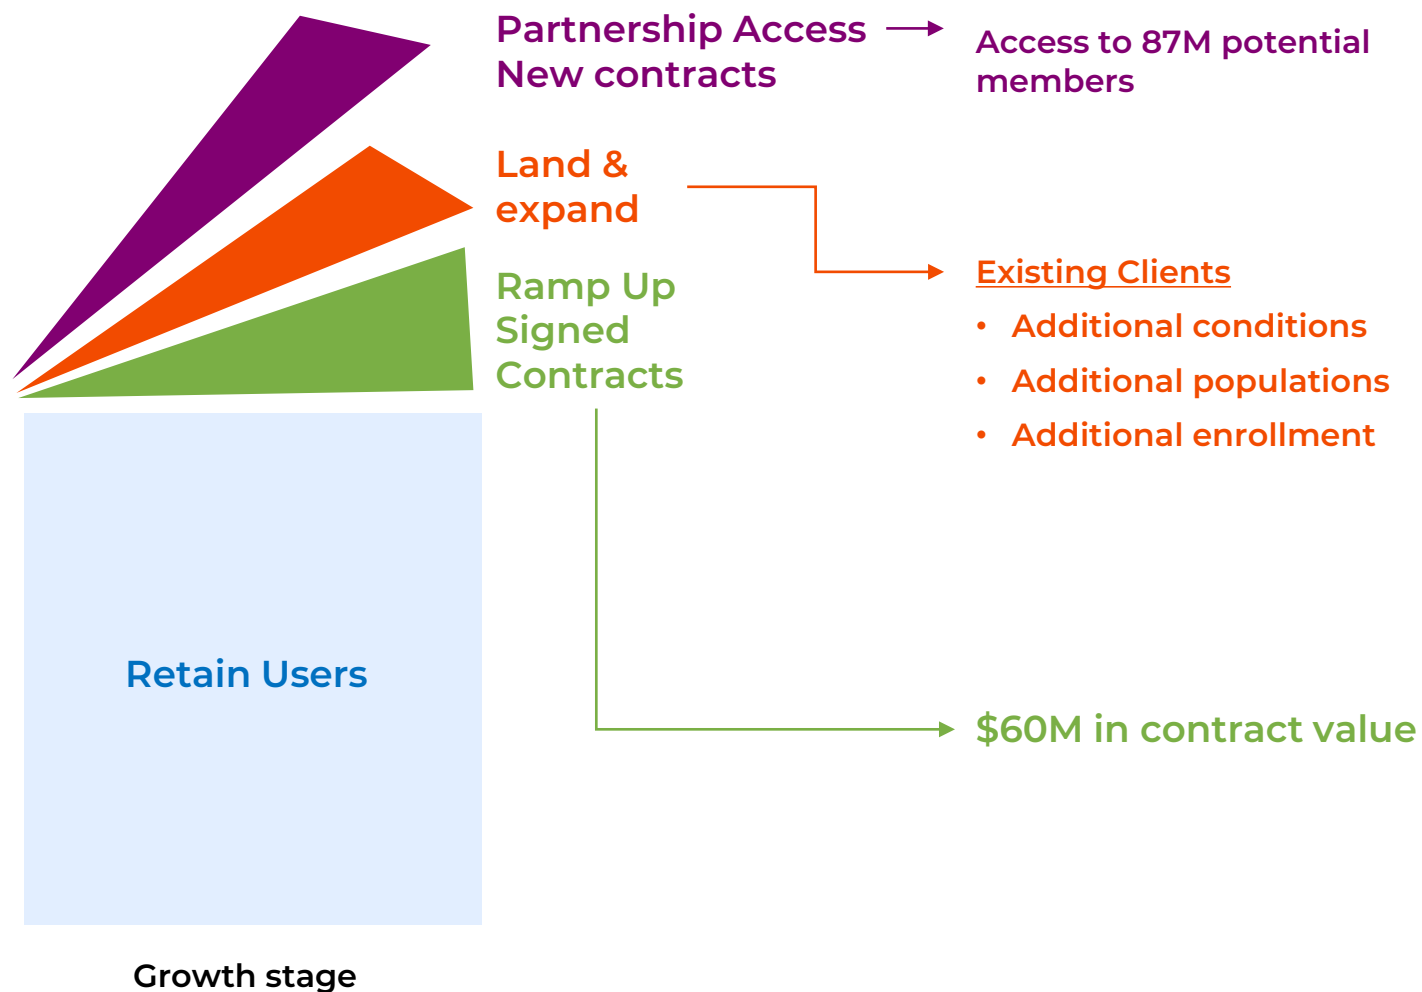 Partnership Access
New contracts
Access to 87M potential
members
Land &
expand
Existing Clients
• Additional conditions
• Additional populations
• Additional enrollment
Ramp Up
Signed
Contracts
$60M in contract value
Retain Users
Growth stage